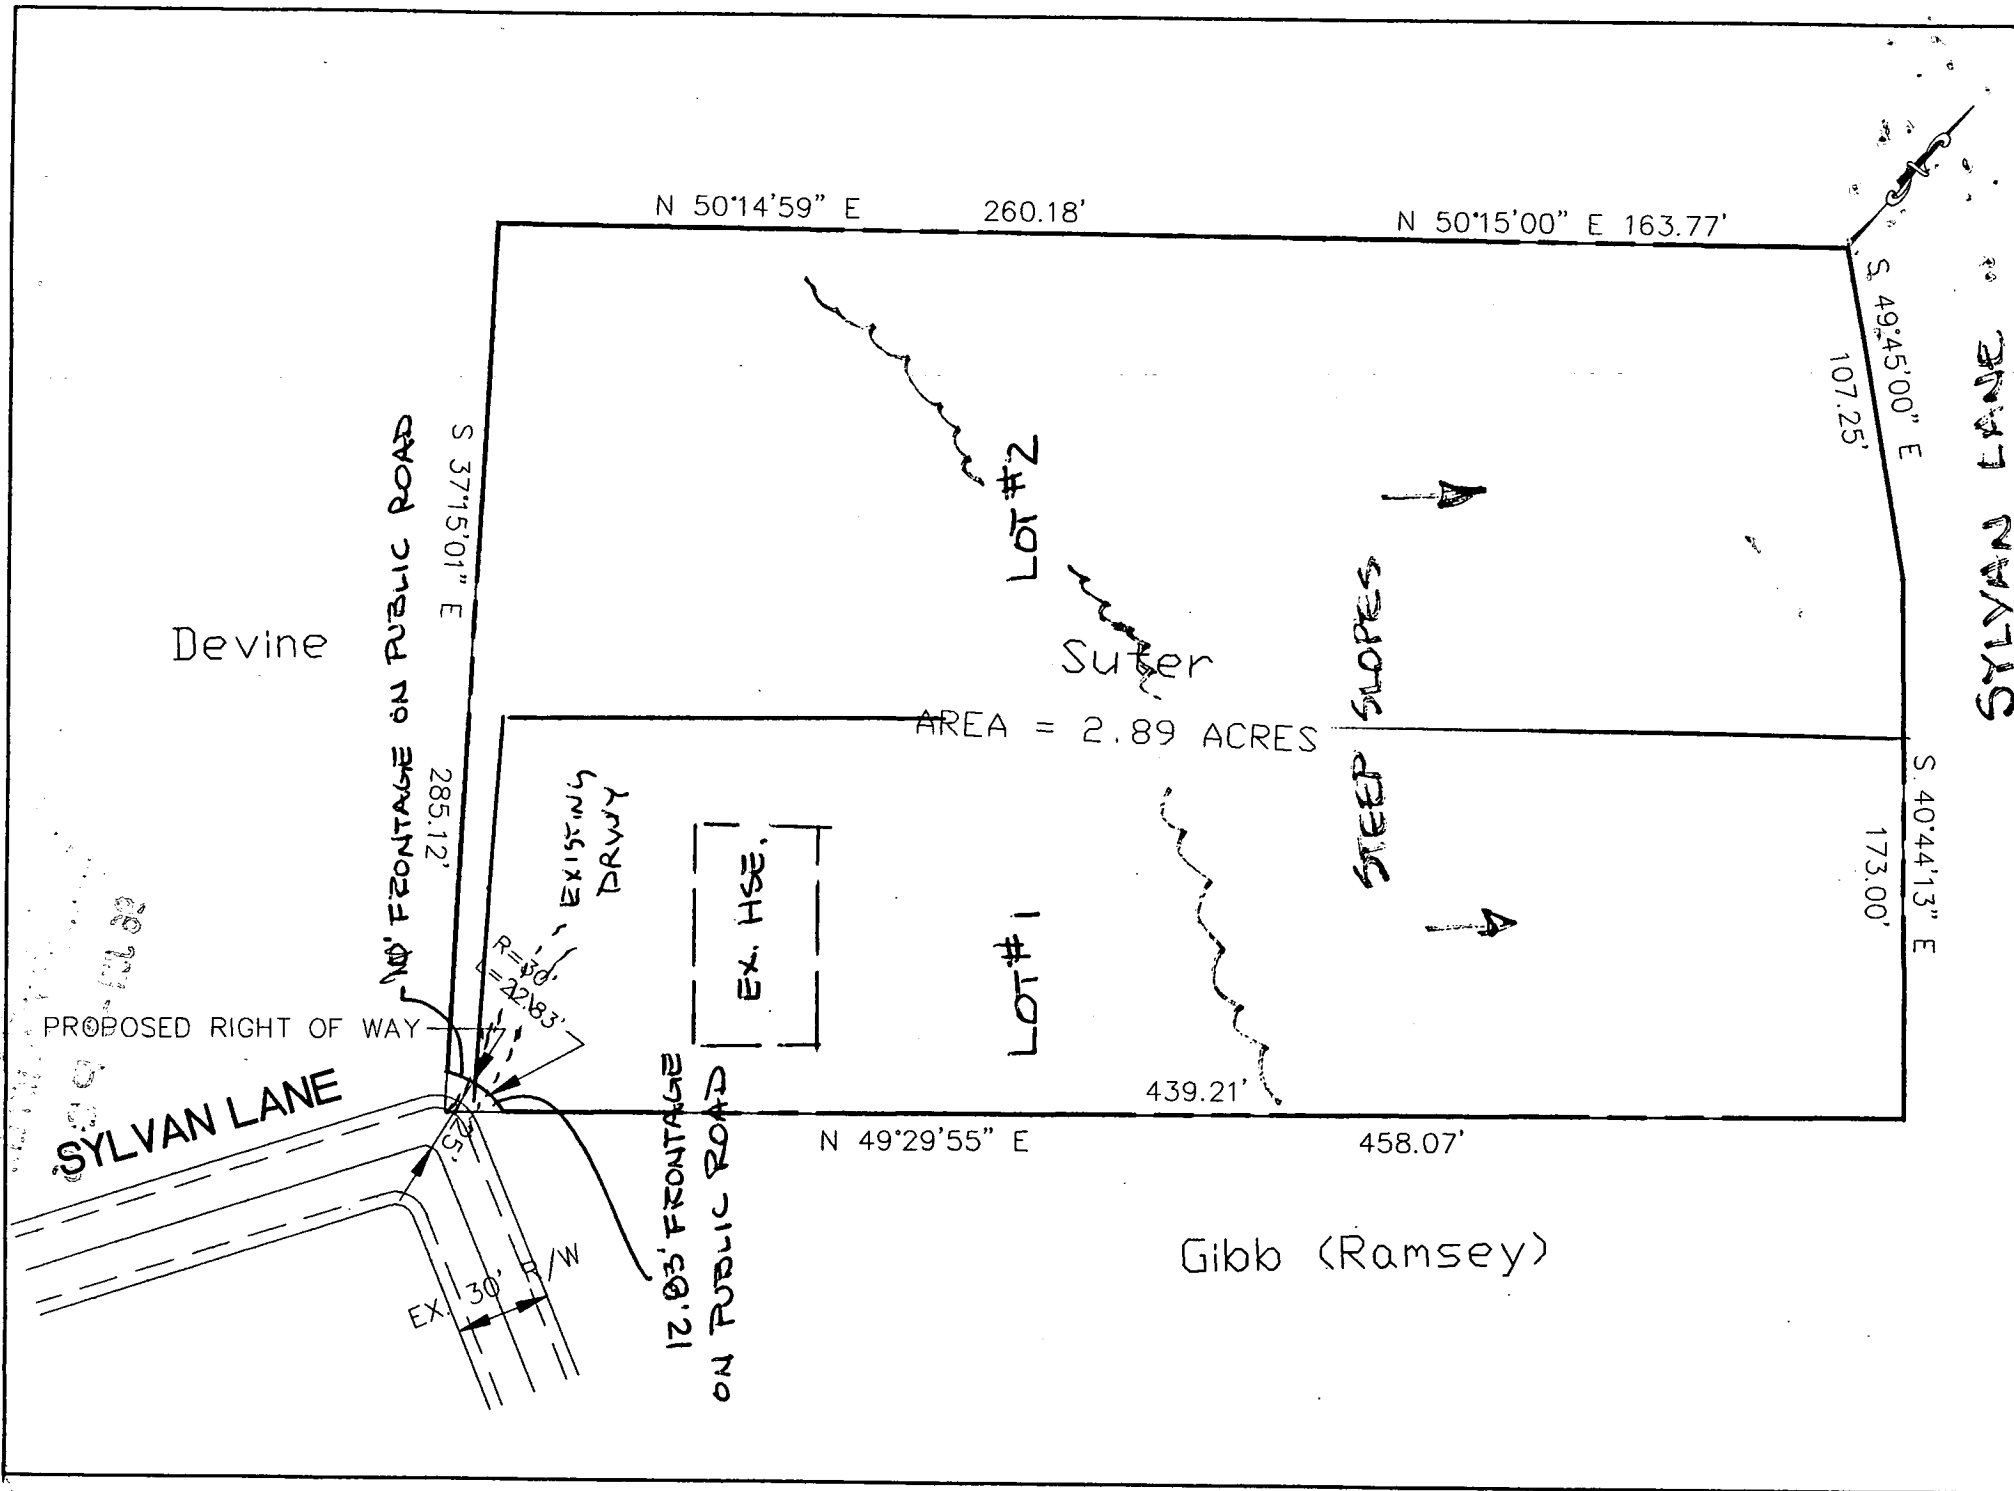 N 50°14'59" E 260.18' N 50°15'00" E 163.77'
S 49°45'00" E
107.25'
SYLVAN LANE
S 37°15'01" E
285.12'
FRONTAGE ON PUBLIC ROAD
Devine
LOT #2
Suter
AREA = 2.89 ACRES
STEEP SLOPES
S 40°44'13" E
173.00'
EXISTING
DRWY
EX. HSE.
R=30'
L=22.83'
LOT #1
PROPOSED RIGHT OF WAY
SYLVAN LANE
25'
439.21'
N 49°29'55" E 458.07'
12.83' FRONTAGE
ON PUBLIC ROAD
EX. 30' R/W
Gibb (Ramsey)